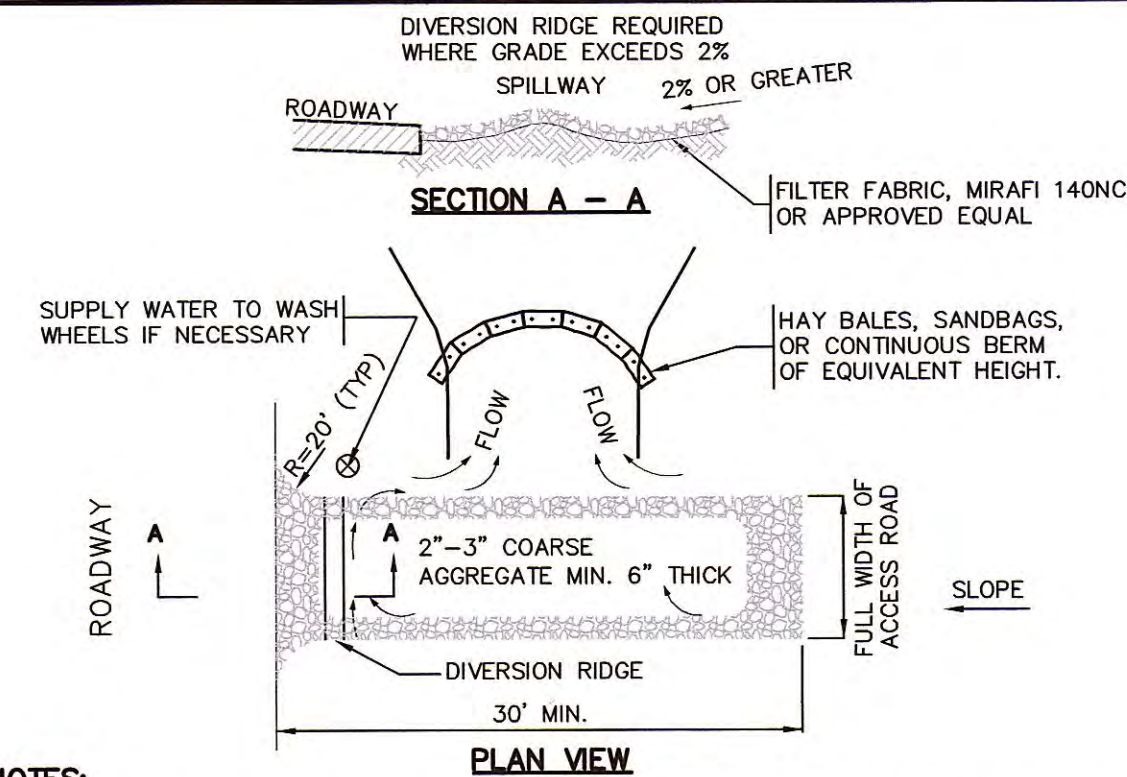 DIVERSION RIDGE REQUIRED
WHERE GRADE EXCEEDS 2%
SPILLWAY
2% OR GREATER
ROADWAY
SECTION A – A
FILTER FABRIC, MIRAFI 140NC
OR APPROVED EQUAL
SUPPLY WATER TO WASH
WHEELS IF NECESSARY
HAY BALES, SANDBAGS,
OR CONTINUOUS BERM
OF EQUIVALENT HEIGHT.
R=20' (TYP)
FLOW
FLOW
ROADWAY
A
A
2"–3" COARSE
AGGREGATE MIN. 6" THICK
FULL WIDTH OF
ACCESS ROAD
SLOPE
DIVERSION RIDGE
30' MIN.
PLAN VIEW
NOTES: